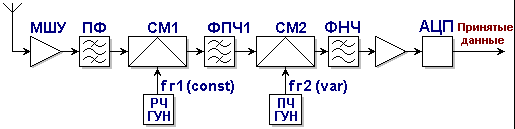 МШУ ПФ СМ1 ФПЧ1 СМ2 ФНЧ АЦП Принятые
данные
fг1 (const) fг2 (var)
РЧ ПЧ
ГУН ГУН